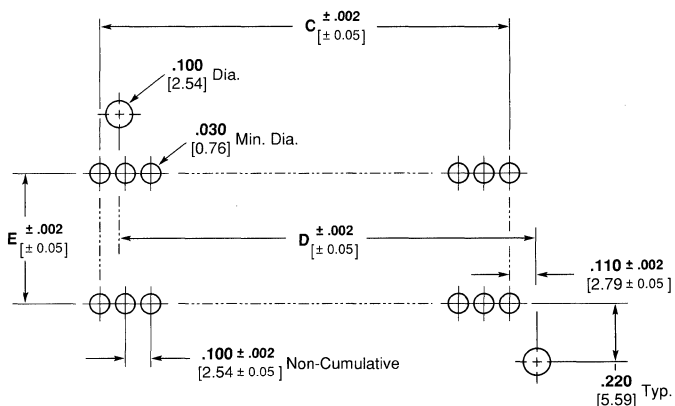 C ± .002
[± 0.05]
.100
[2.54] Dia.
.030
[0.76] Min. Dia.
E ± .002
[± 0.05]
D ± .002
[± 0.05]
.110 ± .002
[2.79 ± 0.05]
.100 ± .002
[2.54 ± 0.05] Non-Cumulative
.220
[5.59] Typ.